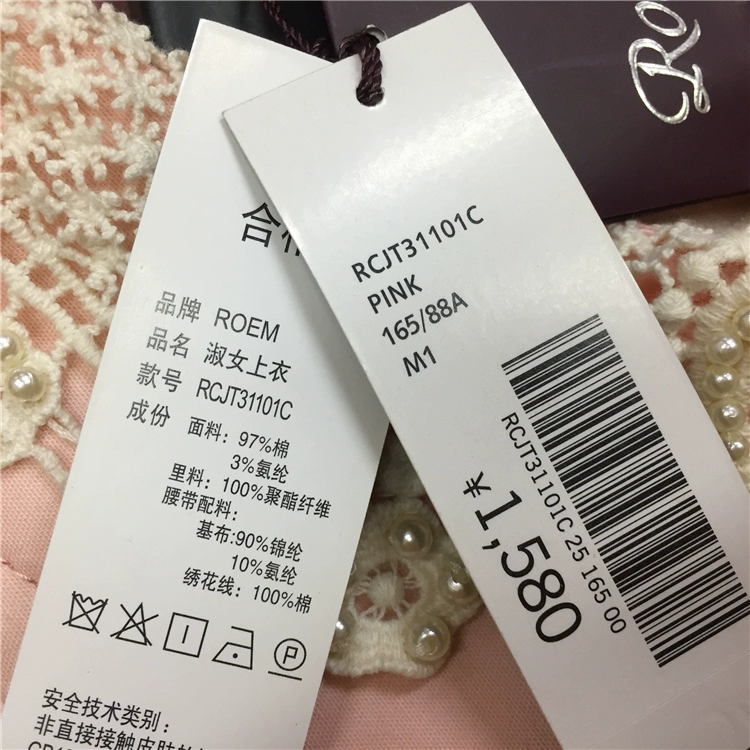 合
品牌 ROEM
品名 淑女上衣
款号 RCJT31101C
成份 面料：97%棉
3%氨纶
里料：100%聚酯纤维
腰带配料：
基布:90%锦纶
10%氨纶
绣花线：100%棉
安全技术类别：
非直接接触皮肤
RCJT31101C
PINK
165/88A
M1
RCJT31101C 25 165 00
¥1,580
Ro